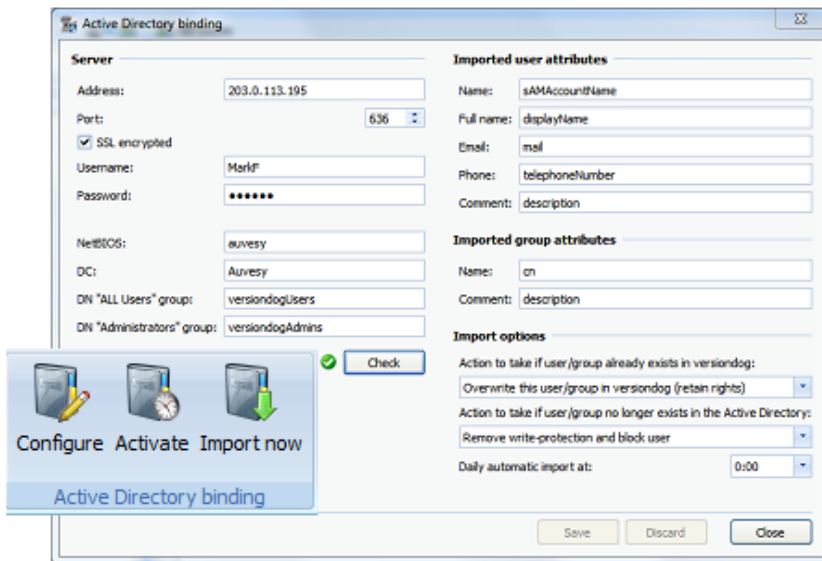 Active Directory binding
Server
Address: 203.0.113.195
Port: 636
SSL encrypted
Username: MarkF
Password: ••••••
NetBIOS: auvesy
DC: Auvesy
DN "ALL Users" group: versiondogUsers
DN "Administrators" group: versiondogAdmins
Check
Imported user attributes
Name: sAMAccountName
Full name: displayName
Email: mail
Phone: telephoneNumber
Comment: description
Imported group attributes
Name: cn
Comment: description
Import options
Action to take if user/group already exists in versiondog:
Overwrite this user/group in versiondog (retain rights)
Action to take if user/group no longer exists in the Active Directory:
Remove write-protection and block user
Daily automatic import at: 0:00
Configure Activate Import now
Active Directory binding
Save Discard Close